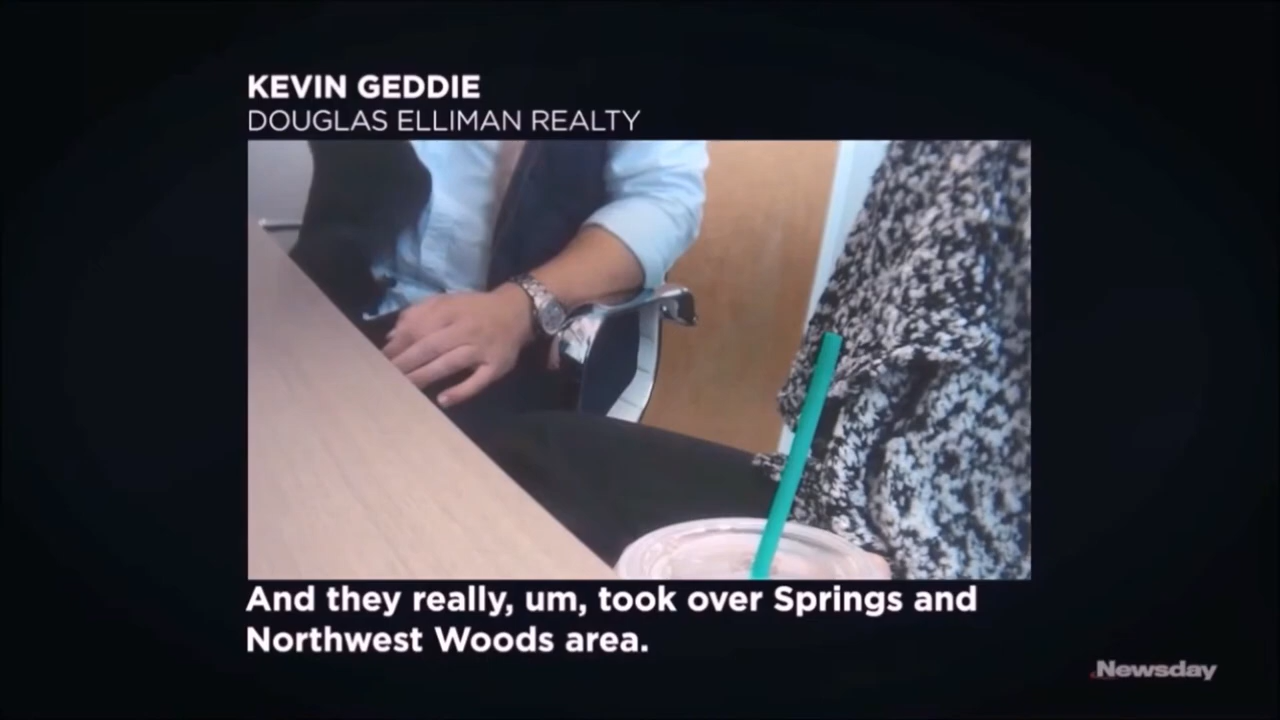 KEVIN GEDDIE
DOUGLAS ELLIMAN REALTY
And they really, um, took over Springs and
Northwest Woods area.
Newsday